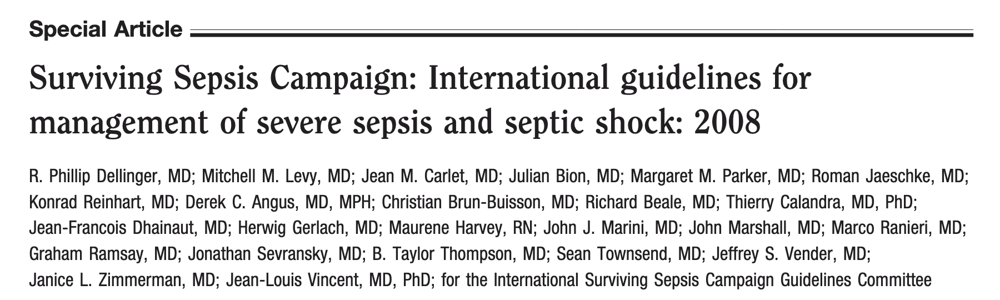 Special Article
Surviving Sepsis Campaign: International guidelines for
management of severe sepsis and septic shock: 2008
R. Phillip Dellinger, MD; Mitchell M. Levy, MD; Jean M. Carlet, MD; Julian Bion, MD; Margaret M. Parker, MD; Roman Jaeschke, MD;
Konrad Reinhart, MD; Derek C. Angus, MD, MPH; Christian Brun-Buisson, MD; Richard Beale, MD; Thierry Calandra, MD, PhD;
Jean-Francois Dhainaut, MD; Herwig Gerlach, MD; Maurene Harvey, RN; John J. Marini, MD; John Marshall, MD; Marco Ranieri, MD;
Graham Ramsay, MD; Jonathan Sevransky, MD; B. Taylor Thompson, MD; Sean Townsend, MD; Jeffrey S. Vender, MD;
Janice L. Zimmerman, MD; Jean-Louis Vincent, MD, PhD; for the International Surviving Sepsis Campaign Guidelines Committee